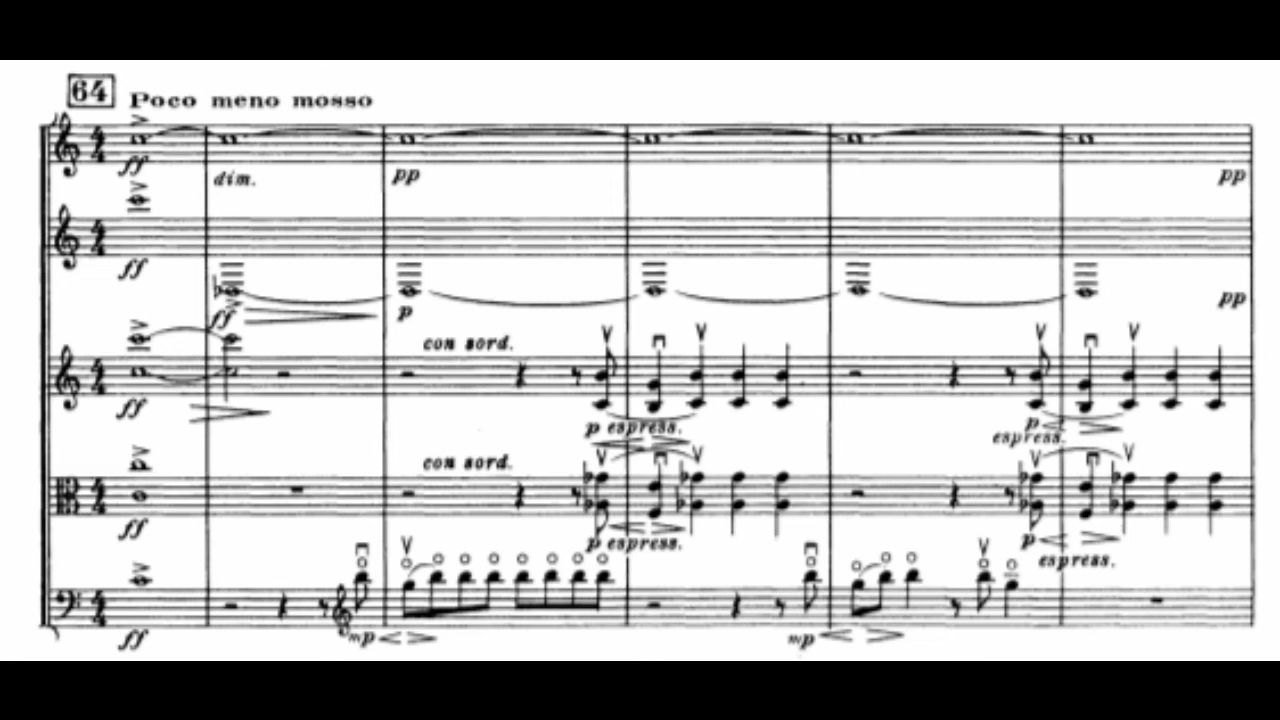 64 Poco meno mosso
ff
dim.
pp
pp
ff
ff
p
pp
con sord.
ff
p espress.
p
espress.
con sord.
ff
p espress.
p
espress.
ff
mp
mp